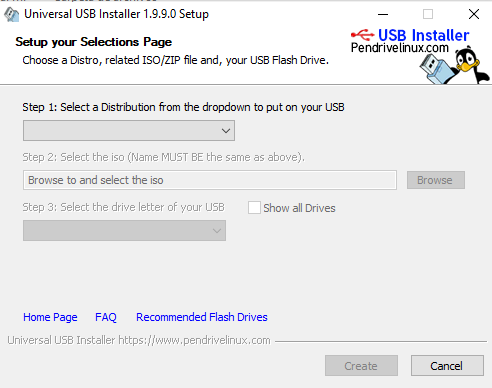 Universal USB Installer 1.9.9.0 Setup
Setup your Selections Page
Choose a Distro, related ISO/ZIP file and, your USB Flash Drive.
USB Installer
Pendrivelinux.com
Step 1: Select a Distribution from the dropdown to put on your USB
Step 2: Select the iso (Name MUST BE the same as above).
Browse to and select the iso
Browse
Step 3: Select the drive letter of your USB
Show all Drives
Home Page FAQ Recommended Flash Drives
Universal USB Installer https://www.pendrivelinux.com
Create Cancel